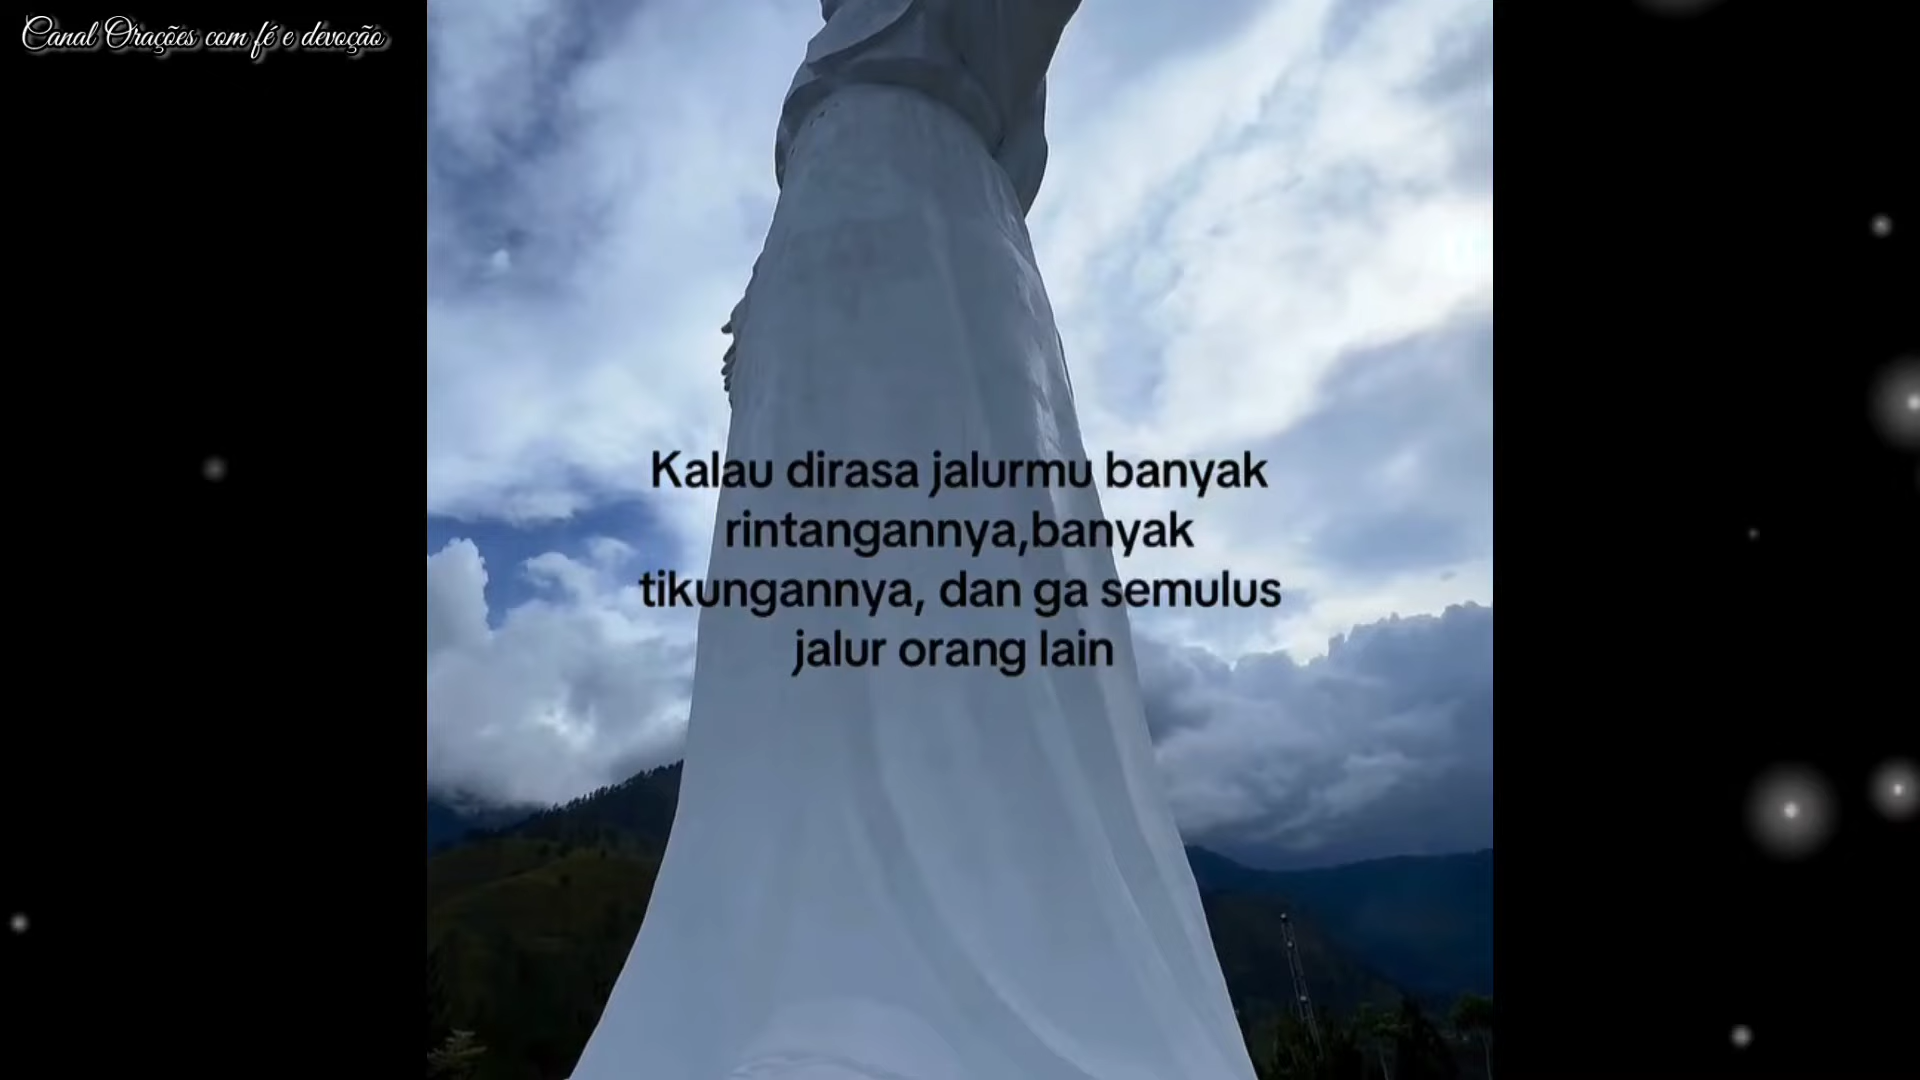 Canal Orações com fé e devoção
Kalau dirasa jalurmu banyak
rintangannya,banyak
tikungannya, dan ga semulus
jalur orang lain